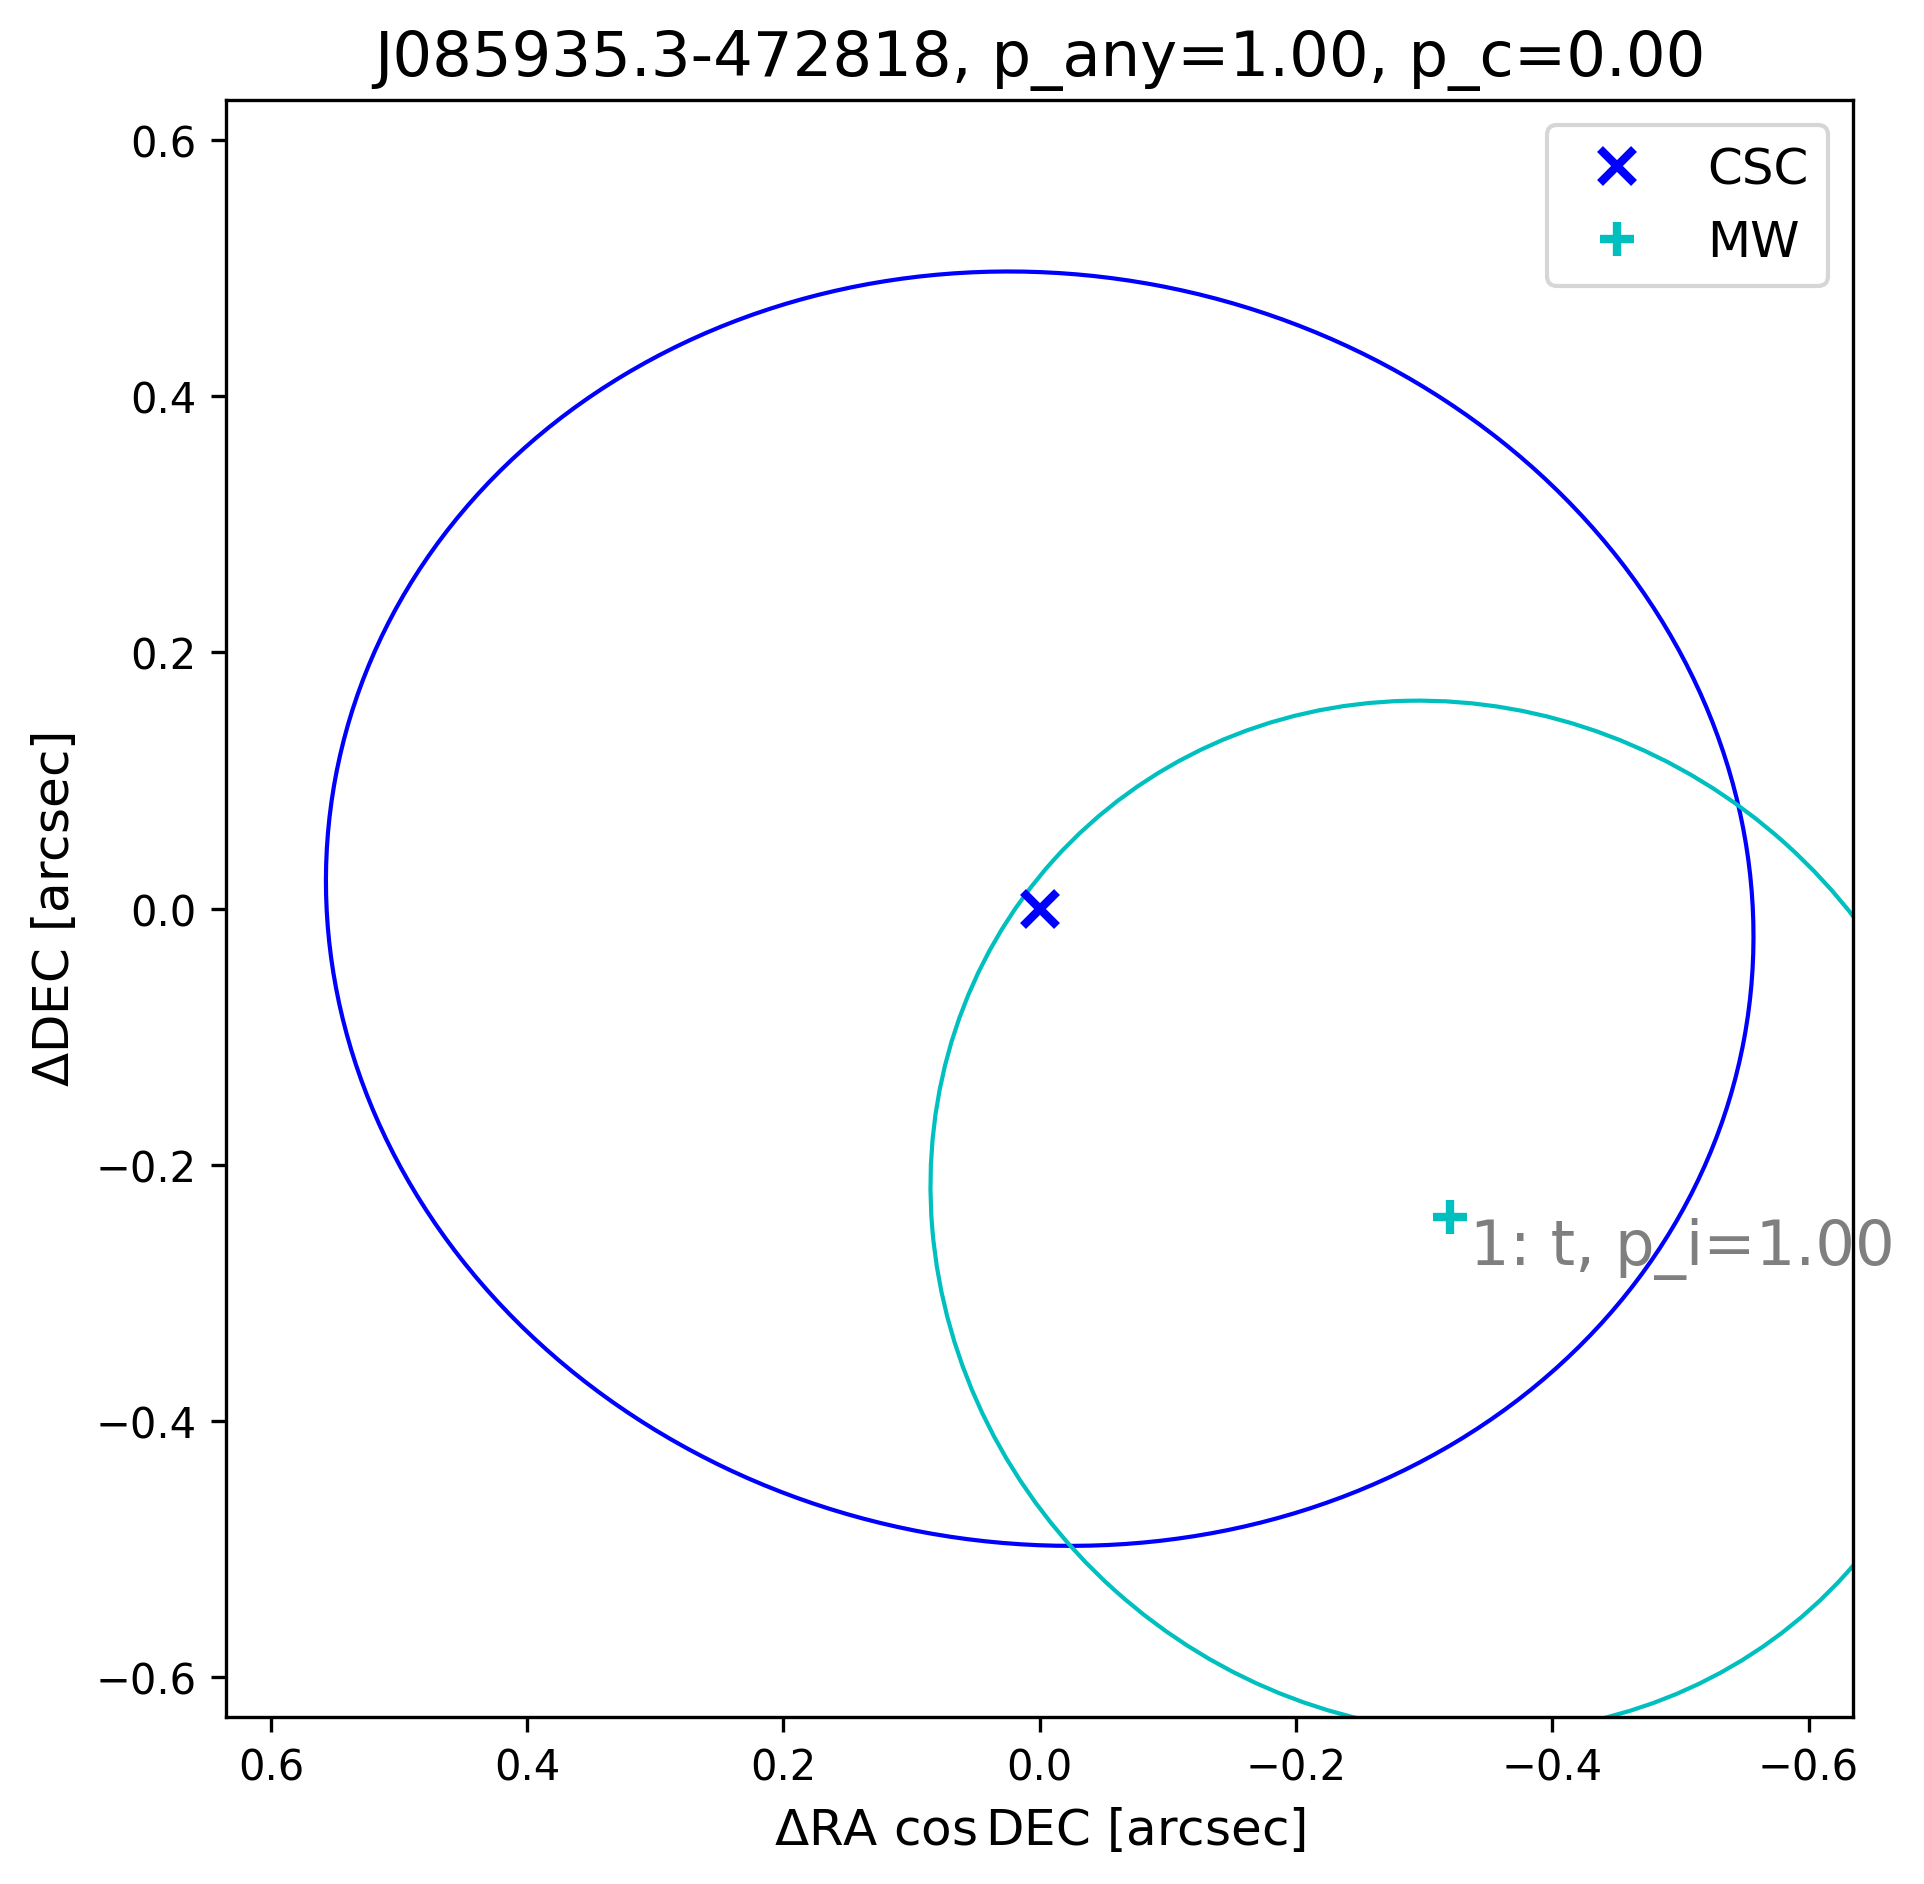 J085935.3-472818, p_any=1.00, p_c=0.00
CSC
MW
0.6
0.4
0.2
0.0
−0.2
−0.4
−0.6
ΔDEC [arcsec]
1: t, p_i=1.00
0.6 0.4 0.2 0.0 −0.2 −0.4 −0.6
ΔRA cos DEC [arcsec]